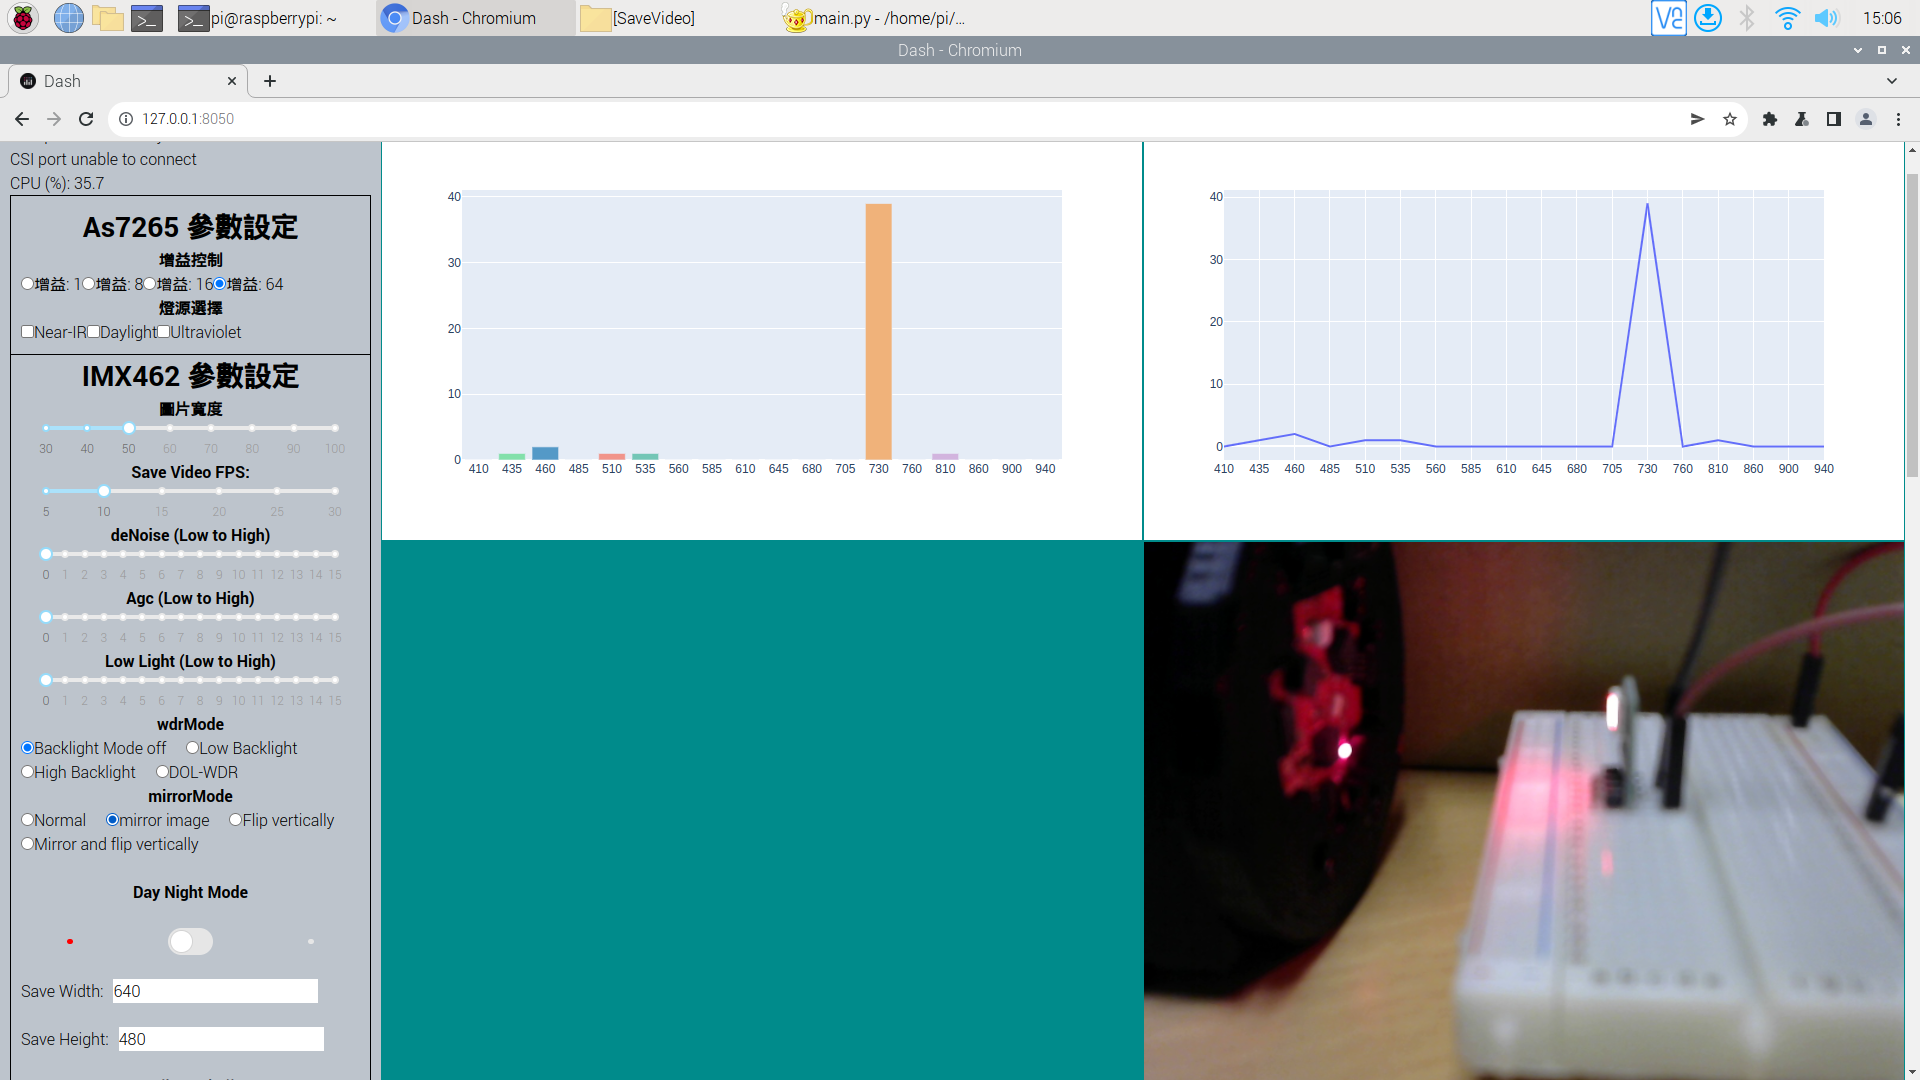 pi@raspberrypi: ~
Dash - Chromium
[SaveVideo]
main.py - /home/pi/...
15:06
Dash - Chromium
Dash
127.0.0.1:8050
CSI port unable to connect
CPU (%): 35.7
As7265 參數設定
增益控制
增益: 1 增益: 8 增益: 16 增益: 64
燈源選擇
Near-IR Daylight Ultraviolet
IMX462 參數設定
圖片寬度
30 40 50 60 70 80 90 100
Save Video FPS:
5 10 15 20 25 30
deNoise (Low to High)
0 1 2 3 4 5 6 7 8 9 10 11 12 13 14 15
Agc (Low to High)
0 1 2 3 4 5 6 7 8 9 10 11 12 13 14 15
Low Light (Low to High)
0 1 2 3 4 5 6 7 8 9 10 11 12 13 14 15
wdrMode
Backlight Mode off Low Backlight
High Backlight DOL-WDR
mirrorMode
Normal mirror image Flip vertically
Mirror and flip vertically
Day Night Mode
Save Width: 640
Save Height: 480
40
30
20
10
0
410 435 460 485 510 535 560 585 610 645 680 705 730 760 810 860 900 940
40
30
20
10
0
410 435 460 485 510 535 560 585 610 645 680 705 730 760 810 860 900 940